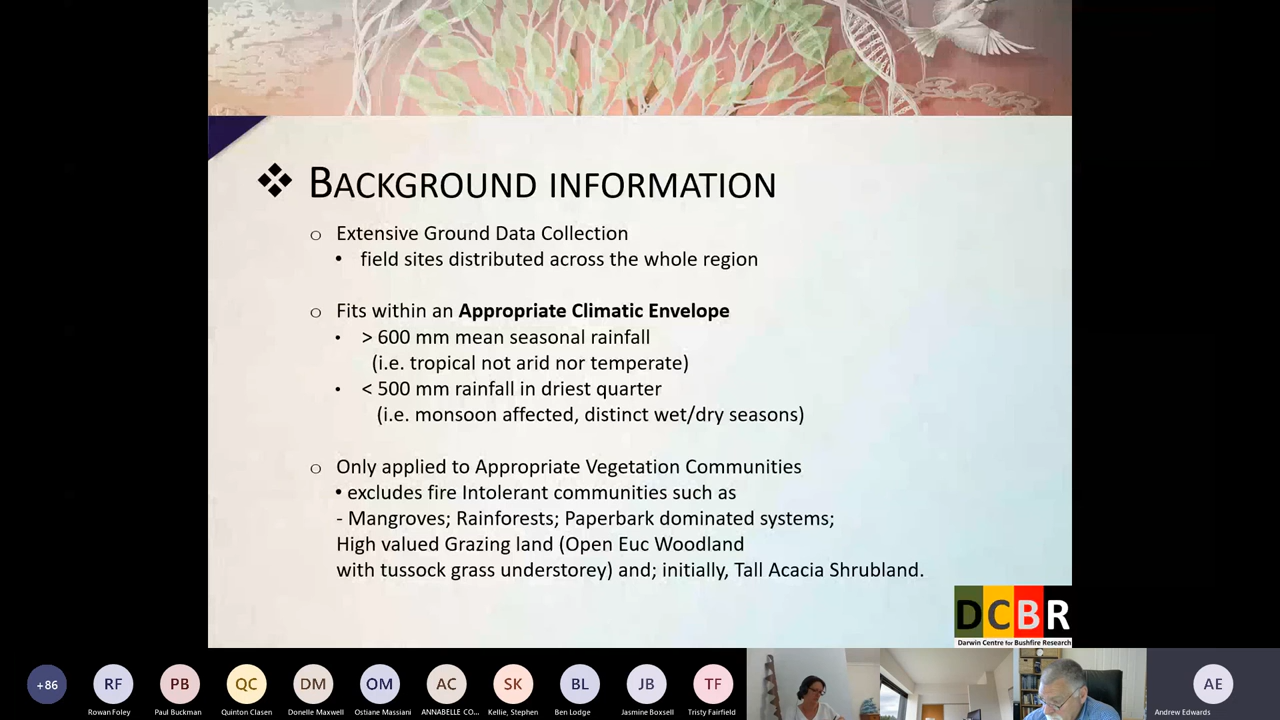 ❖ BACKGROUND INFORMATION
o Extensive Ground Data Collection
• field sites distributed across the whole region
o Fits within an Appropriate Climatic Envelope
• > 600 mm mean seasonal rainfall
(i.e. tropical not arid nor temperate)
• < 500 mm rainfall in driest quarter
(i.e. monsoon affected, distinct wet/dry seasons)
o Only applied to Appropriate Vegetation Communities
• excludes fire Intolerant communities such as
- Mangroves; Rainforests; Paperbark dominated systems;
High valued Grazing land (Open Euc Woodland
with tussock grass understorey) and; initially, Tall Acacia Shrubland.
DCBR
Darwin Centre for Bushfire Research
+86 RF PB QC DM OM AC SK BL JB TF AE
Rowan Foley Paul Buckman Quinton Clasen Donelle Maxwell Ostiane Massiani ANNABELLE CO... Kellie, Stephen Ben Lodge Jasmine Boxsell Tristy Fairfield Andrew Edwards